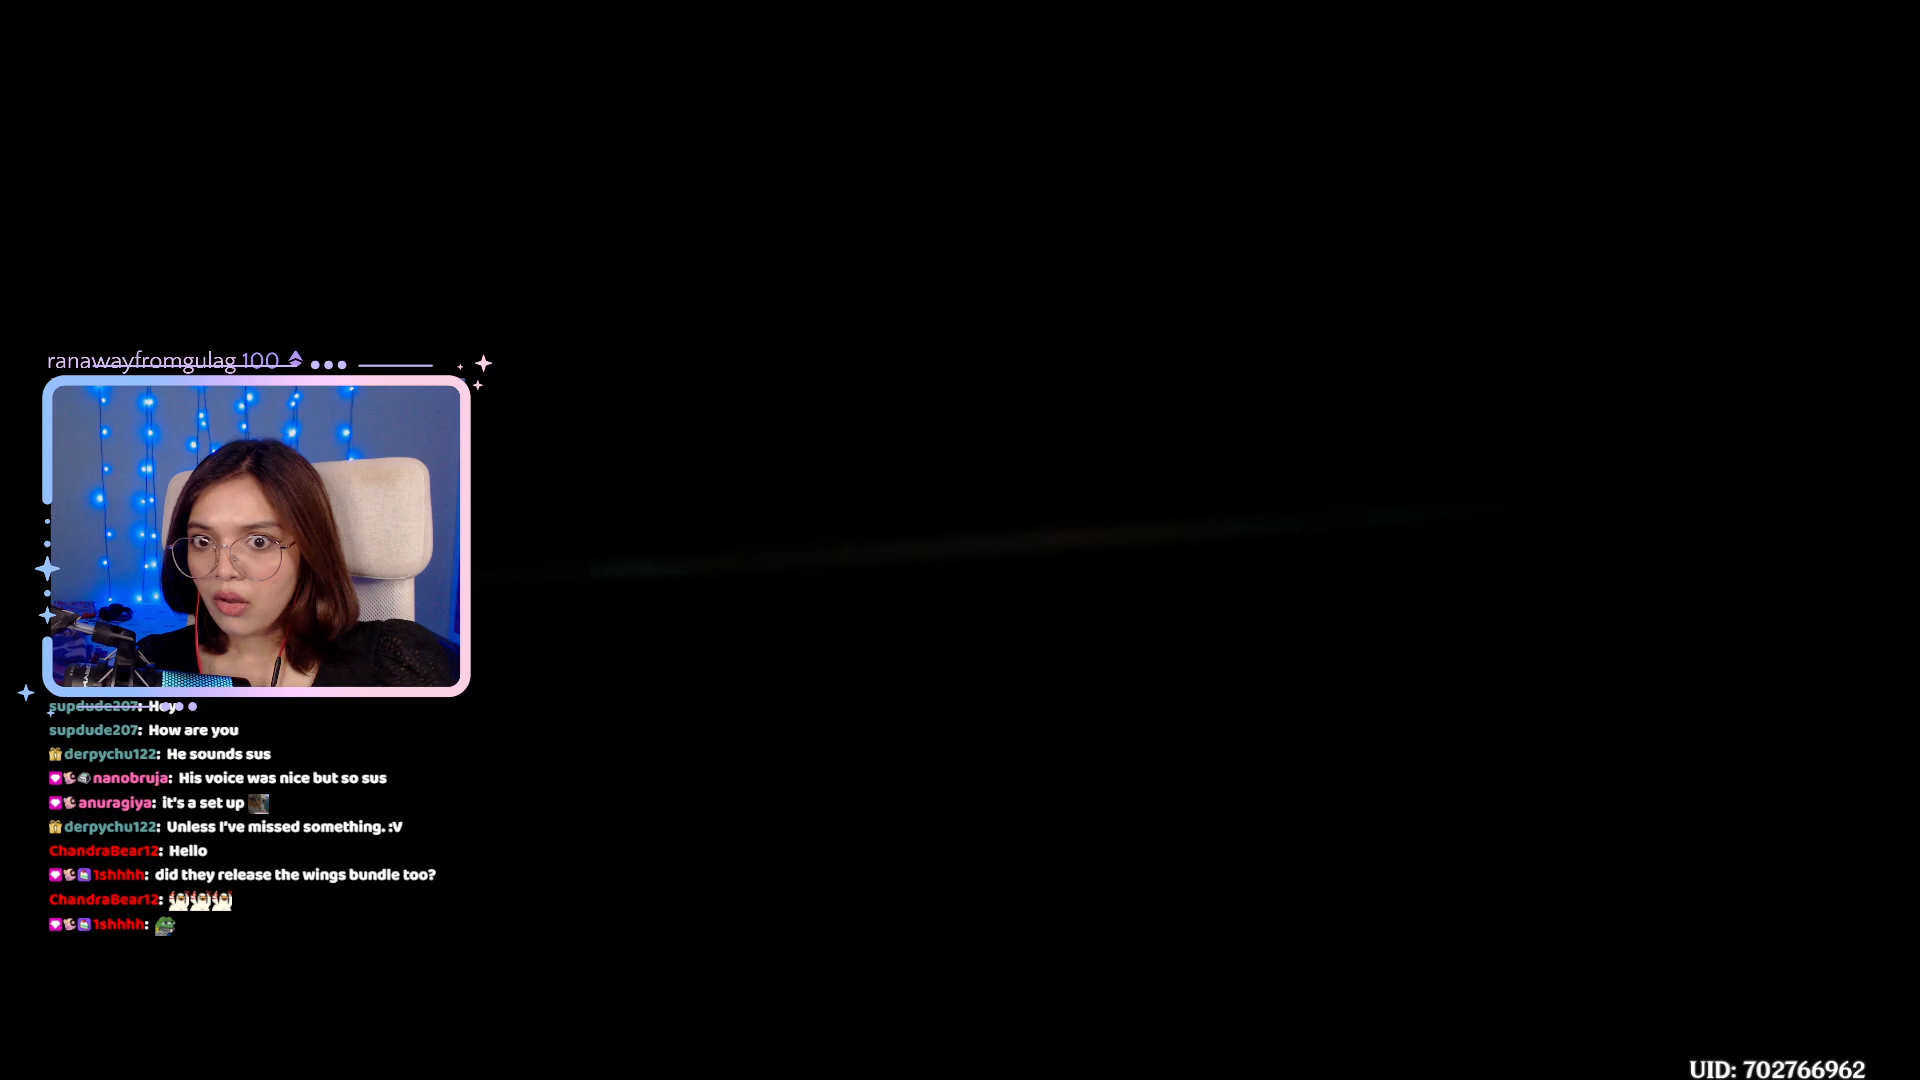 ranawayfromgulag 100
supdude207: Hey
supdude207: How are you
derpychu122: He sounds sus
nanobruja: His voice was nice but so sus
anuragiya: it's a set up
derpychu122: Unless I've missed something. :V
ChandraBear12: Hello
1shhhh: did they release the wings bundle too?
ChandraBear12:
1shhhh:
UID: 702766962